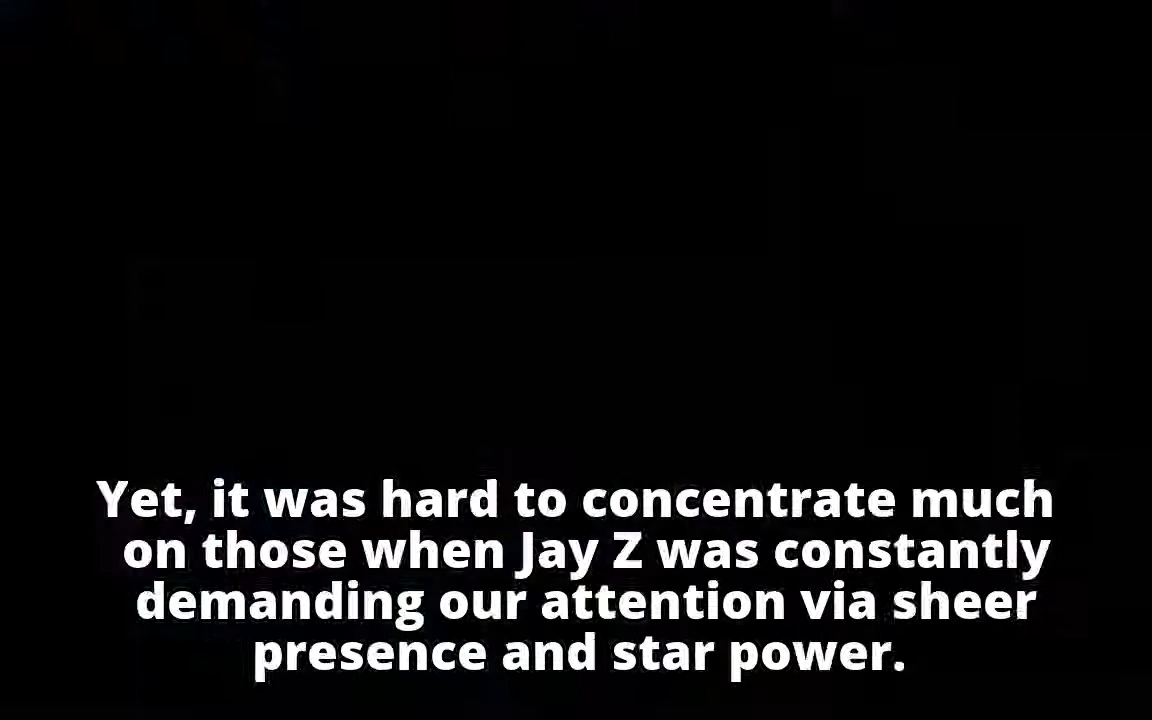 Yet, it was hard to concentrate much
on those when Jay Z was constantly
demanding our attention via sheer
presence and star power.